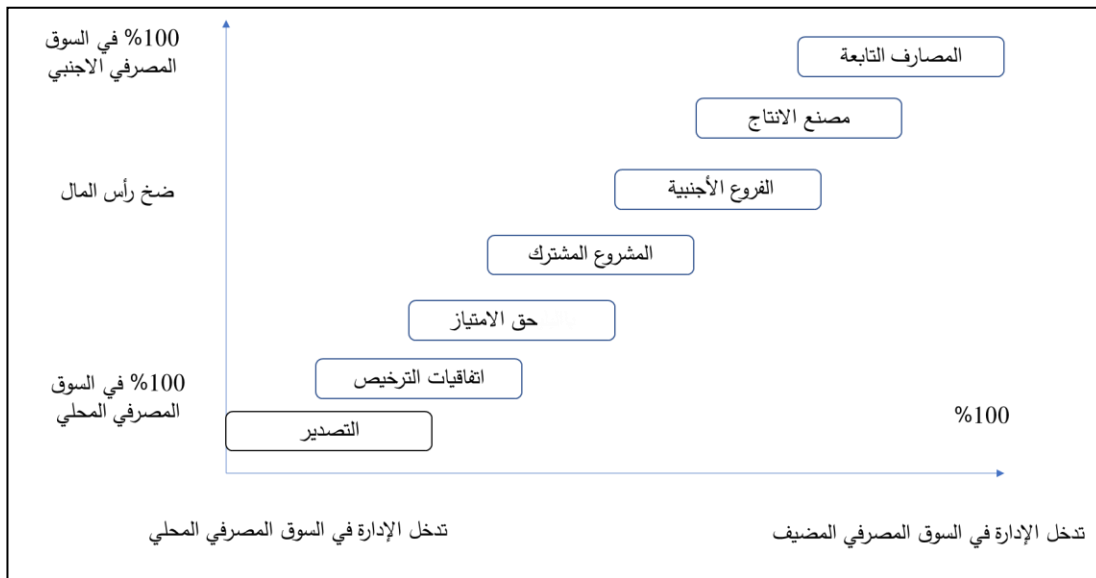 %100 في السوق
المصرفي الاجنبي
المصارف التابعة
مصنع الانتاج
ضخ رأس المال
الفروع الأجنبية
المشروع المشترك
حق الامتياز
اتفاقيات الترخيص
%100 في السوق
المصرفي المحلي
%100
التصدير
تدخل الإدارة في السوق المصرفي المضيف
تدخل الإدارة في السوق المصرفي المحلي